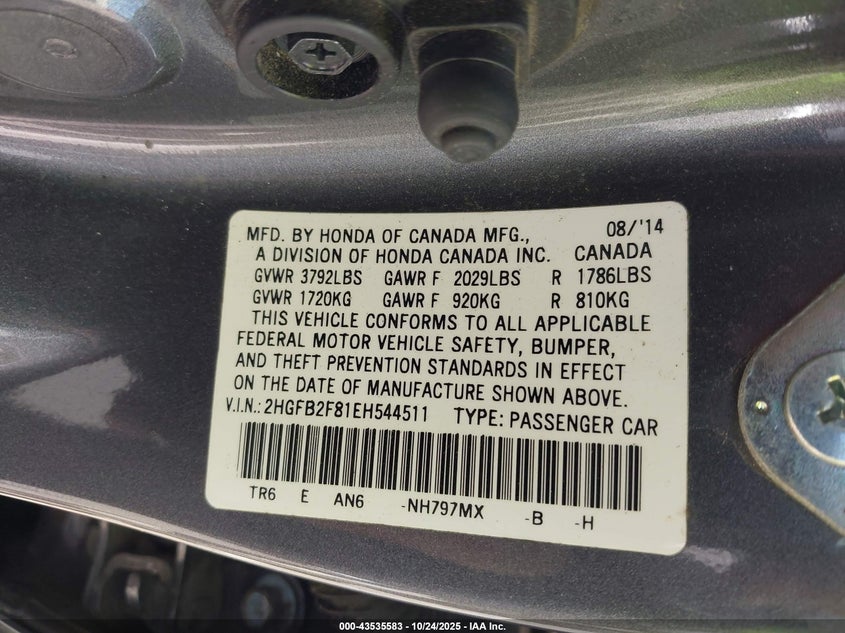 MFD. BY HONDA OF CANADA MFG., 08/'14
A DIVISION OF HONDA CANADA INC. CANADA
GVWR 3792LBS GAWR F 2029LBS R 1786LBS
GVWR 1720KG GAWR F 920KG R 810KG
THIS VEHICLE CONFORMS TO ALL APPLICABLE
FEDERAL MOTOR VEHICLE SAFETY, BUMPER,
AND THEFT PREVENTION STANDARDS IN EFFECT
ON THE DATE OF MANUFACTURE SHOWN ABOVE.
V.I.N.: 2HGFB2F81EH544511 TYPE: PASSENGER CAR
TR6 E AN6 -NH797MX -B -H
000-43535583 - 10/24/2025 - IAA Inc.